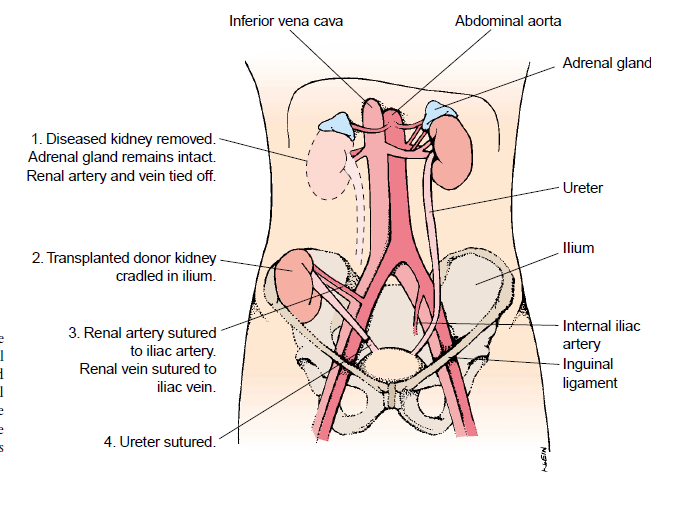 Inferior vena cava
Abdominal aorta
Adrenal gland
1. Diseased kidney removed.
Adrenal gland remains intact.
Renal artery and vein tied off.
Ureter
Ilium
2. Transplanted donor kidney
cradled in ilium.
Internal iliac
artery
3. Renal artery sutured
to iliac artery.
Renal vein sutured to
iliac vein.
Inguinal
ligament
4. Ureter sutured.